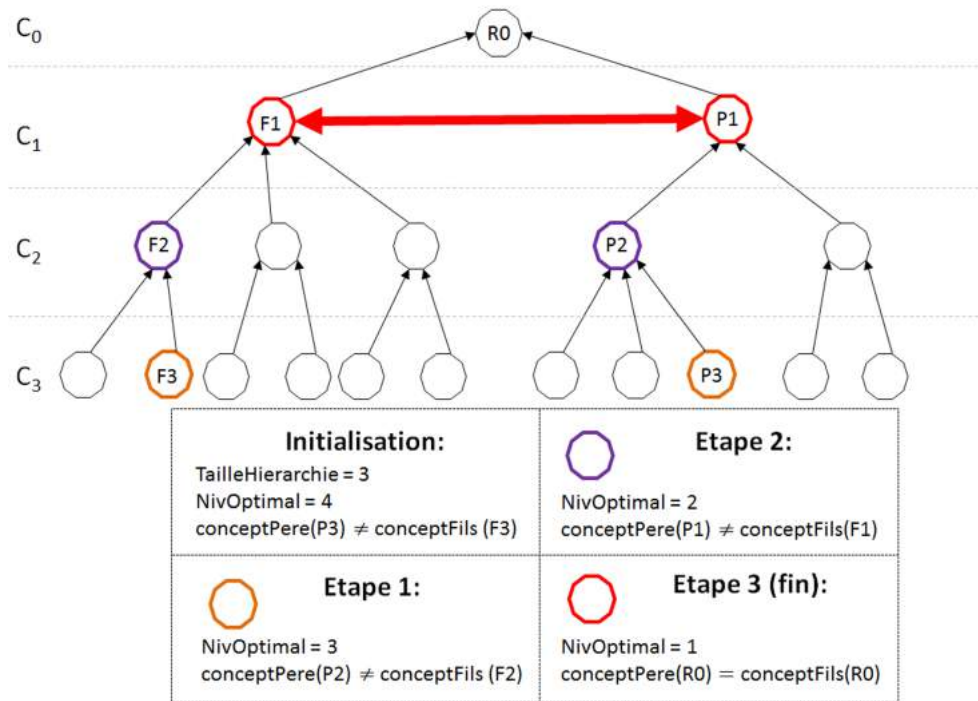 C0
R0
C1
F1
P1
C2
F2
P2
C3
F3
P3
Initialisation:
TailleHierarchie = 3
NivOptimal = 4
conceptPere(P3) ≠ conceptFils (F3)
Etape 2:
NivOptimal = 2
conceptPere(P1) ≠ conceptFils(F1)
Etape 1:
NivOptimal = 3
conceptPere(P2) ≠ conceptFils (F2)
Etape 3 (fin):
NivOptimal = 1
conceptPere(R0) = conceptFils(R0)